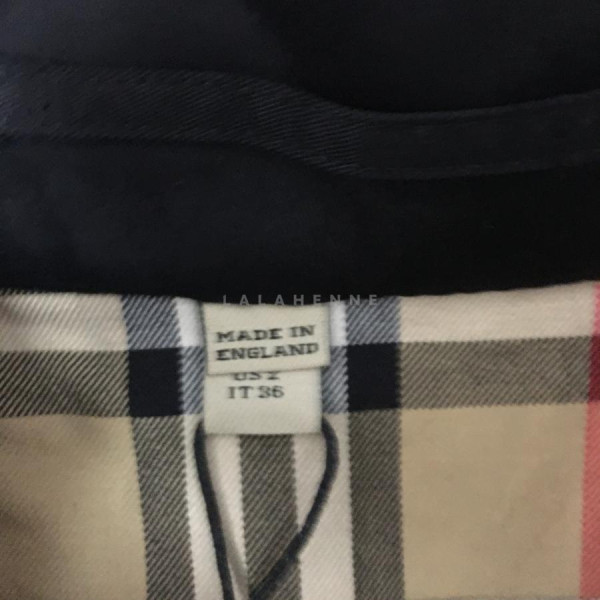 LALAHENNE
MADE IN
ENGLAND
US 2
IT 36